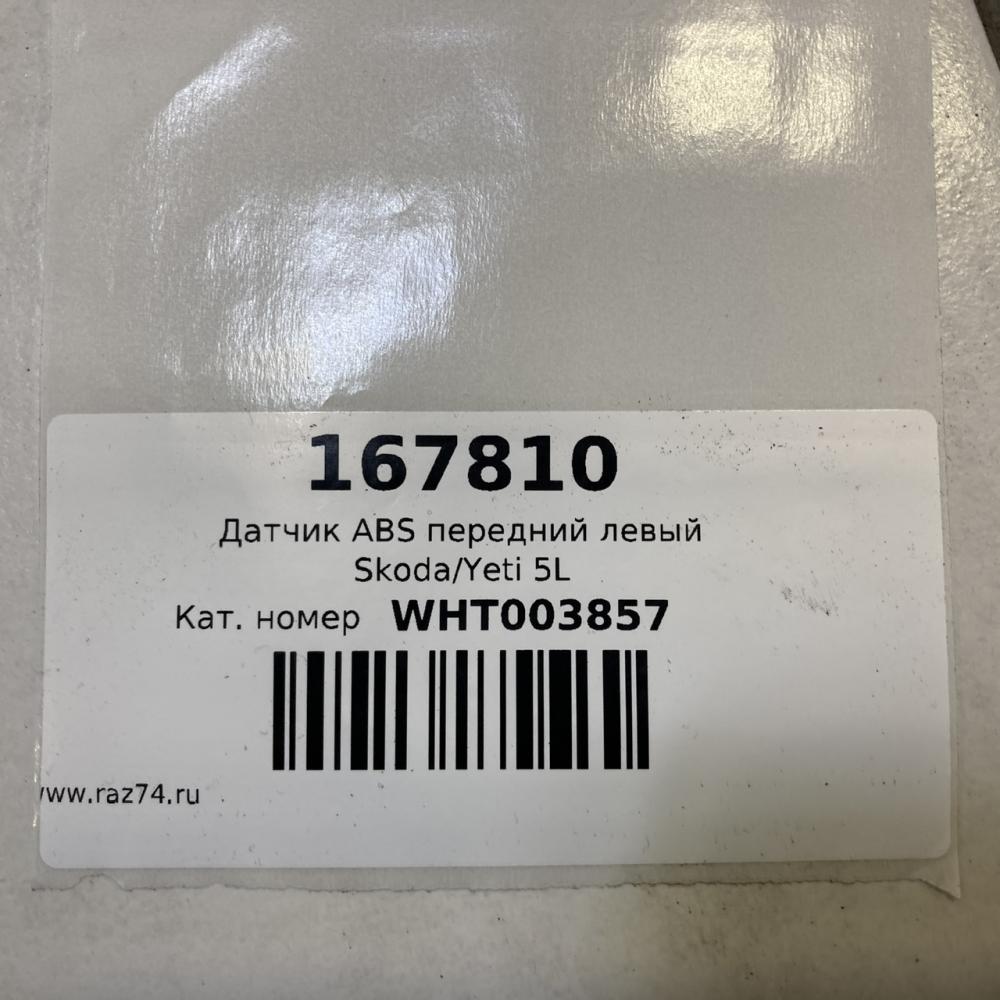 167810
Датчик ABS передний левый
Skoda/Yeti 5L
Кат. номер WHT003857
www.raz74.ru